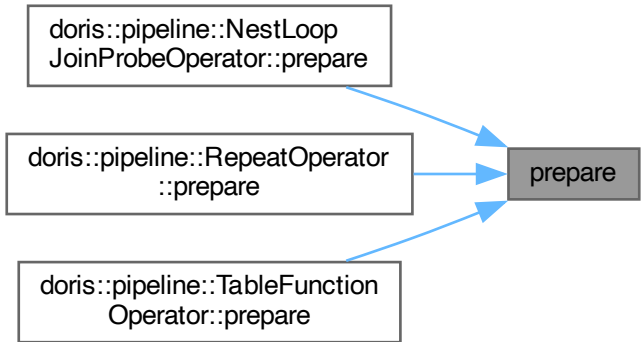 doris::pipeline::NestLoop
JoinProbeOperator::prepare
doris::pipeline::RepeatOperator
::prepare
prepare
doris::pipeline::TableFunction
Operator::prepare